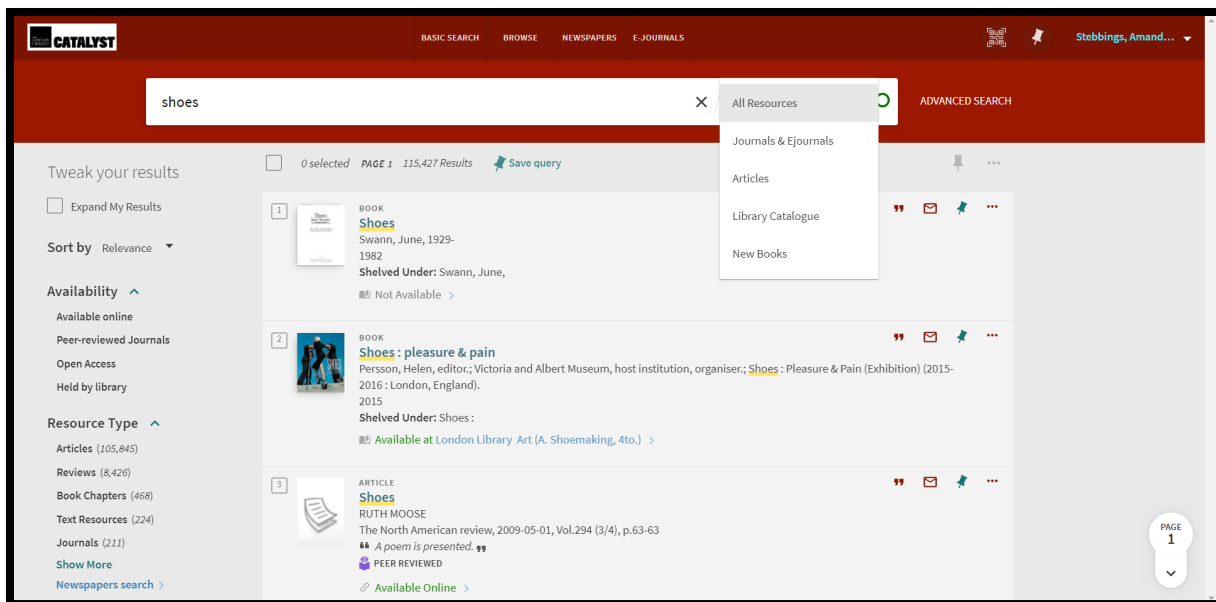 CATALYST
BASIC SEARCH
BROWSE
NEWSPAPERS
E-JOURNALS
Stebbings, Amand...
shoes
All Resources
Journals & Ejournals
Articles
Library Catalogue
New Books
ADVANCED SEARCH
Tweak your results
Expand My Results
Sort by Relevance
Availability
Available online
Peer-reviewed Journals
Open Access
Held by library
Resource Type
Articles (105,845)
Reviews (8,426)
Book Chapters (468)
Text Resources (224)
Journals (211)
Show More
Newspapers search
0 selected PAGE 1 115,427 Results Save query
1
BOOK
Shoes
Swann, June, 1929-
1982
Shelved Under: Swann, June,
Not Available
2
BOOK
Shoes : pleasure & pain
Persson, Helen, editor.; Victoria and Albert Museum, host institution, organiser.; Shoes : Pleasure & Pain (Exhibition) (2015-
2016 : London, England).
2015
Shelved Under: Shoes :
Available at London Library Art (A. Shoemaking, 4to.)
3
ARTICLE
Shoes
RUTH MOOSE
The North American review, 2009-05-01, Vol.294 (3/4), p.63-63
❝ A poem is presented. ❞
PEER REVIEWED
Available Online
PAGE
1